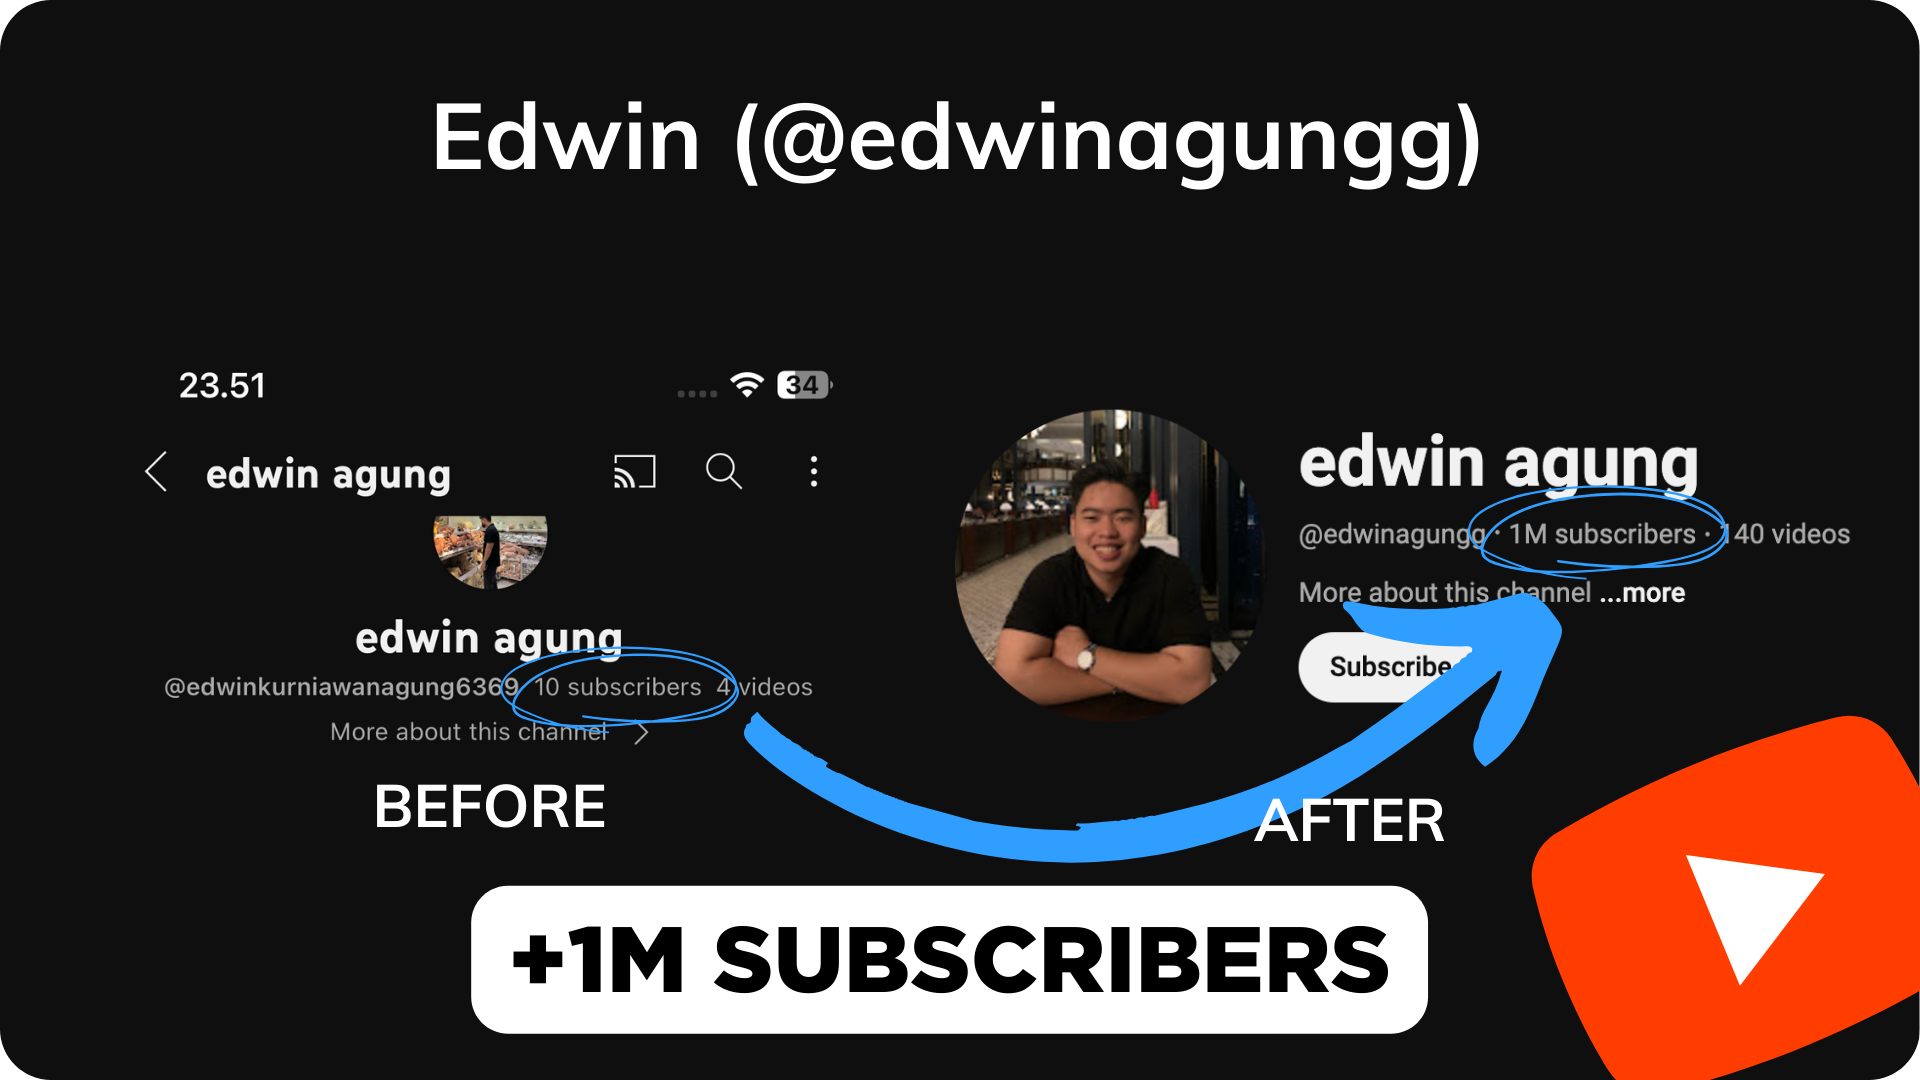 Edwin (@edwinagungg)
23.51
34
edwin agung
edwin agung
@edwinkurniawanagung6369 10 subscribers 4 videos
More about this channel
BEFORE
edwin agung
@edwinagungg · 1M subscribers · 140 videos
More about this channel ...more
Subscribe
AFTER
+1M SUBSCRIBERS